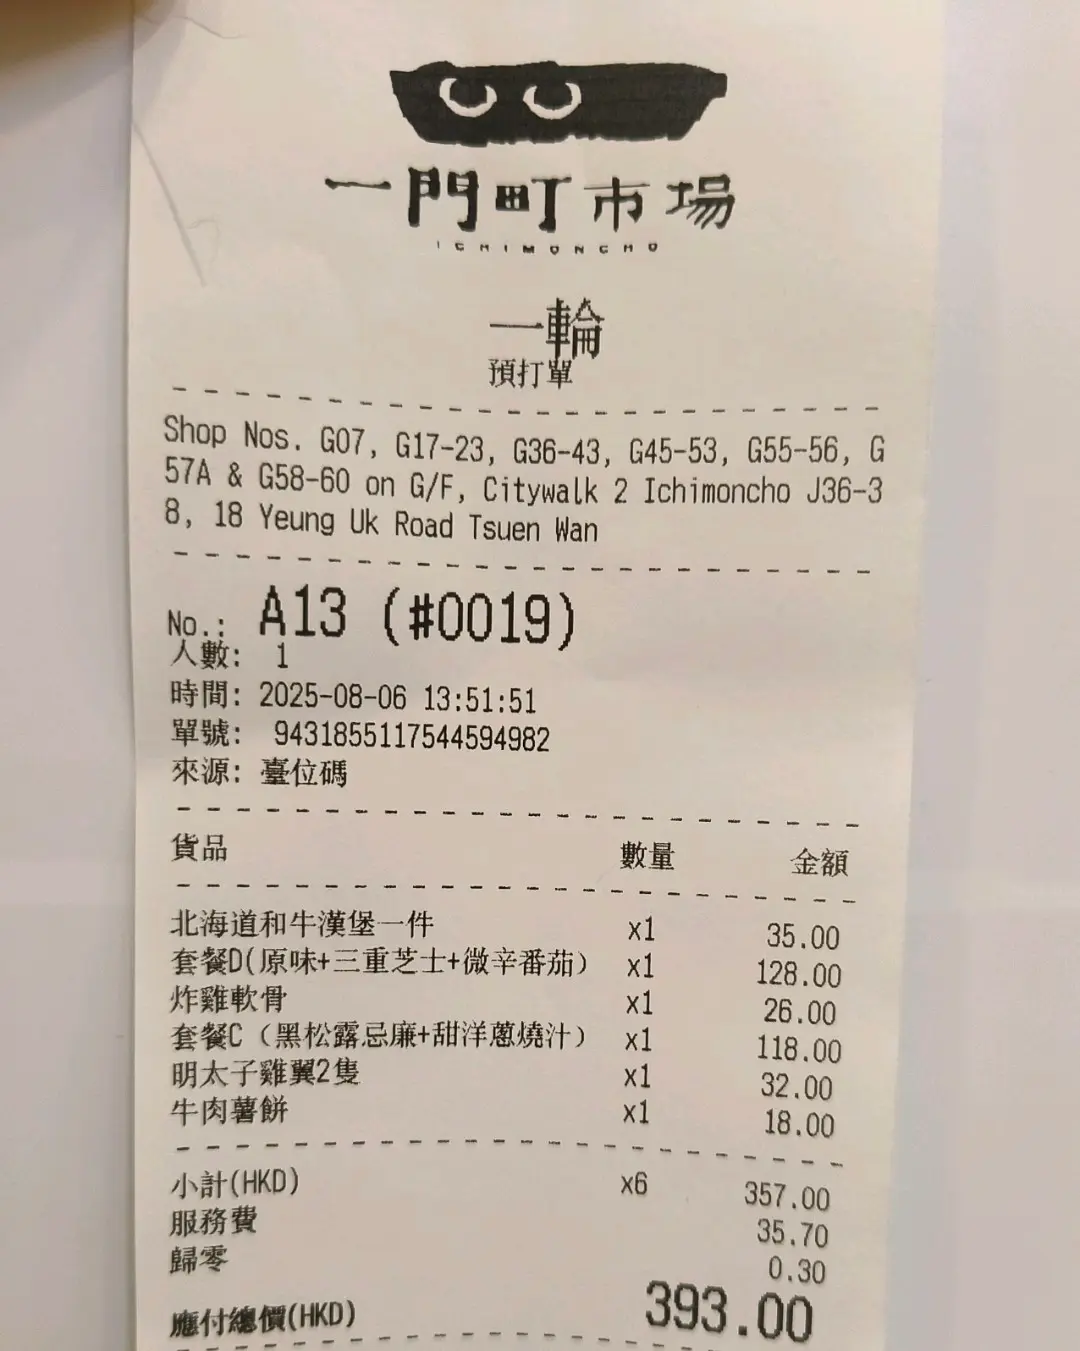 一門町市場
ICHIMONCHO
一輪
預打單
Shop Nos. G07, G17-23, G36-43, G45-53, G55-56, G
57A & G58-60 on G/F, Citywalk 2 Ichimoncho J36-3
8, 18 Yeung Uk Road Tsuen Wan
No.: A13 (#0019)
人數: 1
時間: 2025-08-06 13:51:51
單號: 9431855117544594982
來源: 臺位碼
貨品 數量 金額
北海道和牛漢堡一件 x1 35.00
套餐D(原味+三重芝士+微辛番茄) x1 128.00
炸雞軟骨 x1 26.00
套餐C（黑松露忌廉+甜洋蔥燒汁） x1 118.00
明太子雞翼2隻 x1 32.00
牛肉薯餅 x1 18.00
小計(HKD) x6 357.00
服務費 35.70
歸零 0.30
應付總價(HKD) 393.00